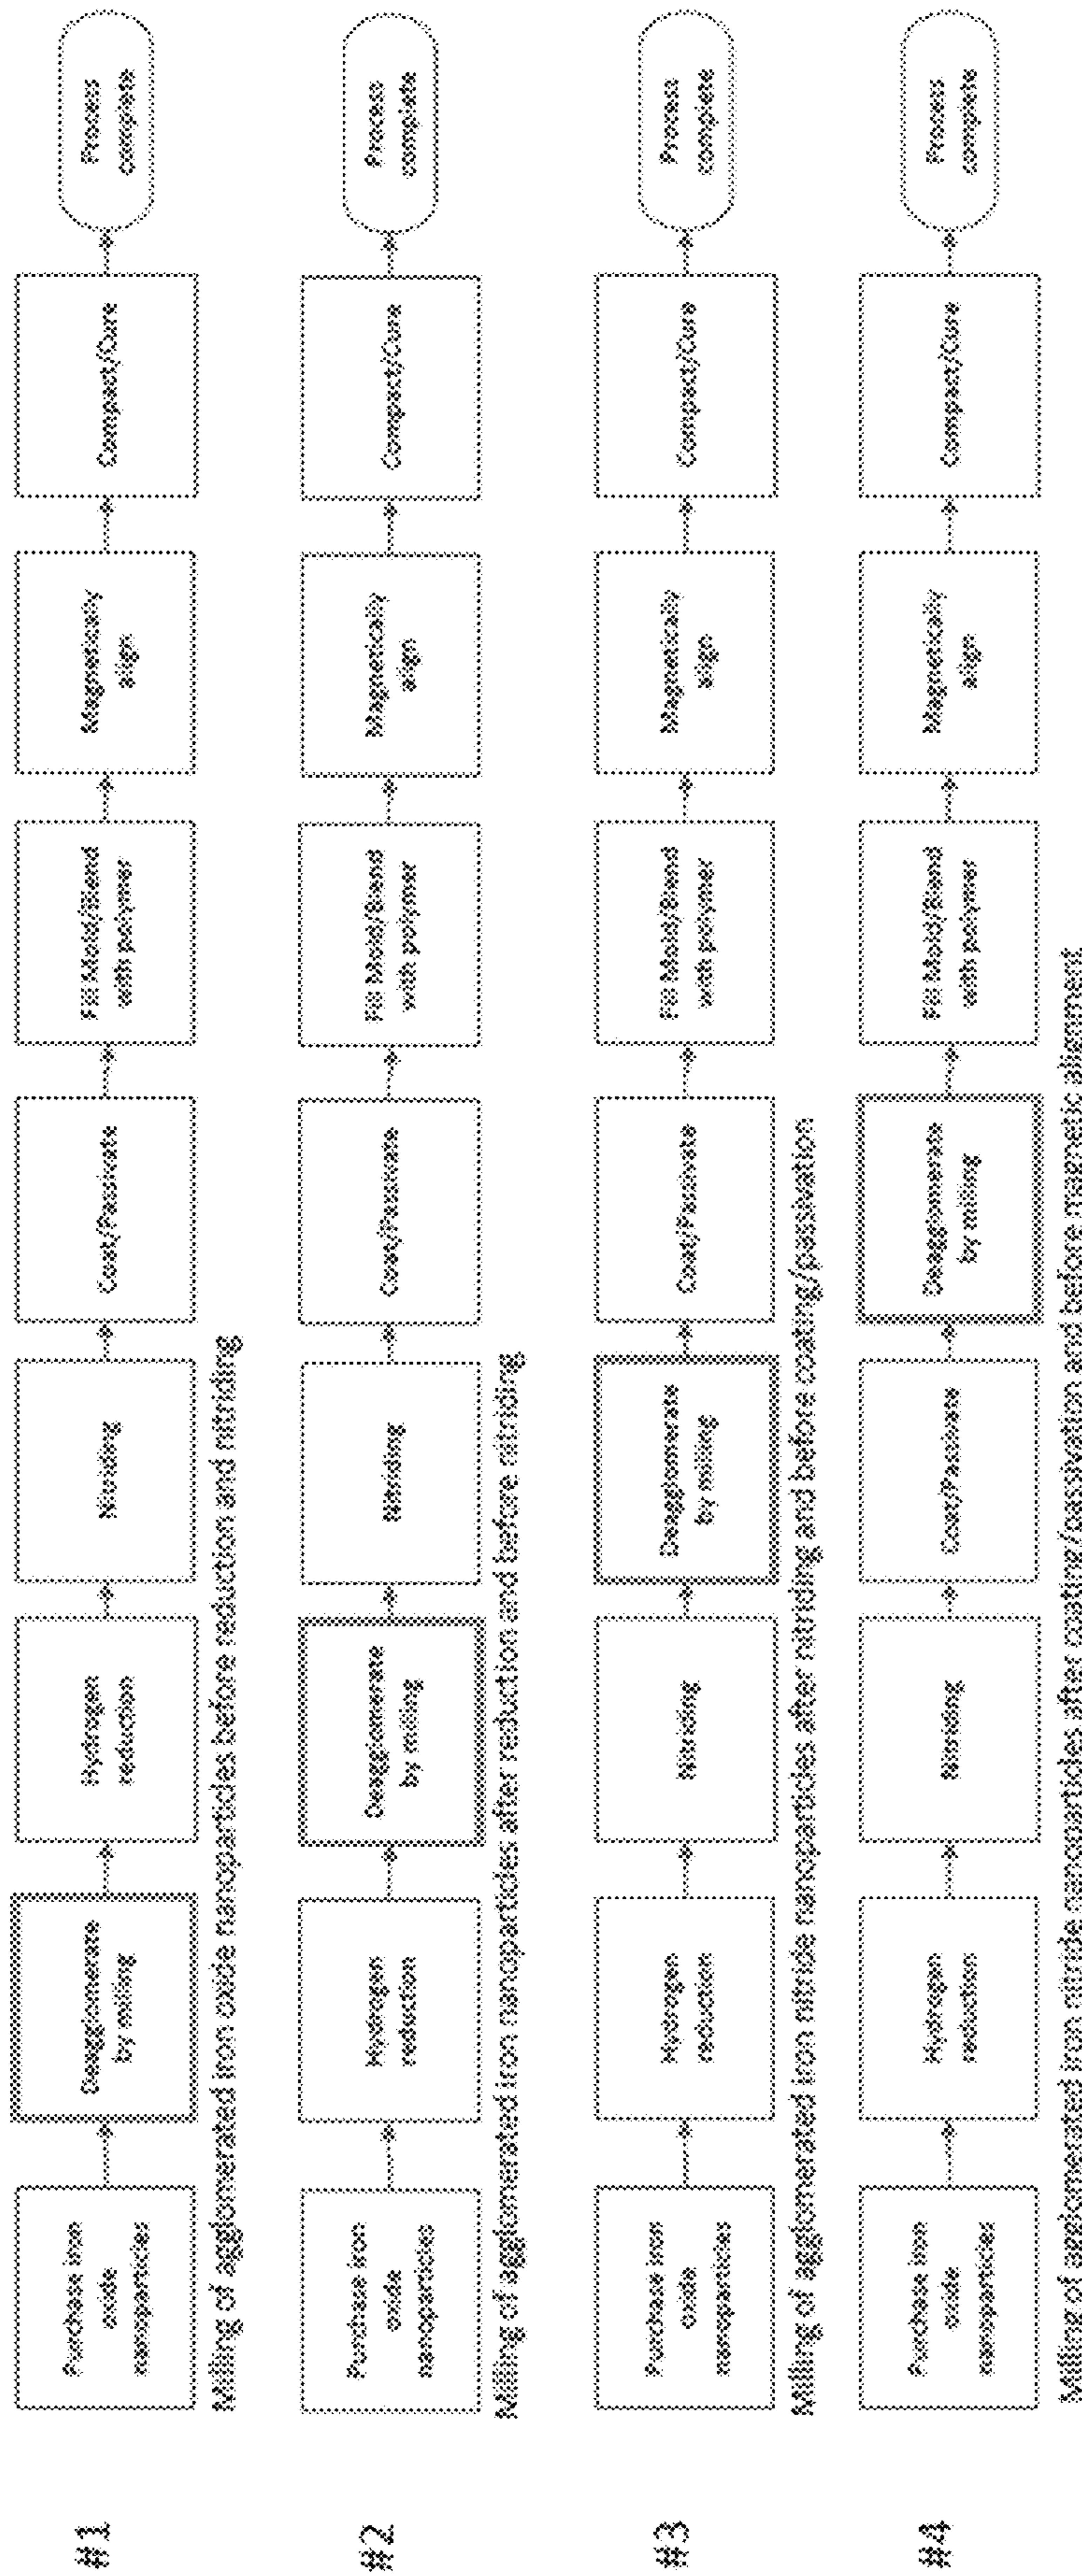 #1
Purchase iron
oxide
nanoparticles
Deagglomerate
by milling
Hydrogen
reduction
Nitriding
Coat/Passivate
Fill Mold/Blend
with polymer
Magnetically
align
Compact/Cure
Process
complete
Milling of agglomerated iron oxide nanoparticles before reduction and nitriding
#2
Purchase iron
oxide
nanoparticles
Hydrogen
reduction
Deagglomerate
by milling
Nitriding
Coat/Passivate
Fill Mold/Blend
with polymer
Magnetically
align
Compact/Cure
Process
complete
Milling of agglomerated iron nanoparticles after reduction and before nitriding
#3
Purchase iron
oxide
nanoparticles
Hydrogen
reduction
Nitriding
Deagglomerate
by milling
Coat/Passivate
Fill Mold/Blend
with polymer
Magnetically
align
Compact/Cure
Process
complete
Milling of agglomerated iron nitride nanoparticles after nitriding and before coating/passivation
#4
Purchase iron
oxide
nanoparticles
Hydrogen
reduction
Nitriding
Coat/Passivate
Deagglomerate
by milling
Fill Mold/Blend
with polymer
Magnetically
align
Compact/Cure
Process
complete
Milling of agglomerated iron nitride nanoparticles after coating/passivation and before magnetic alignment